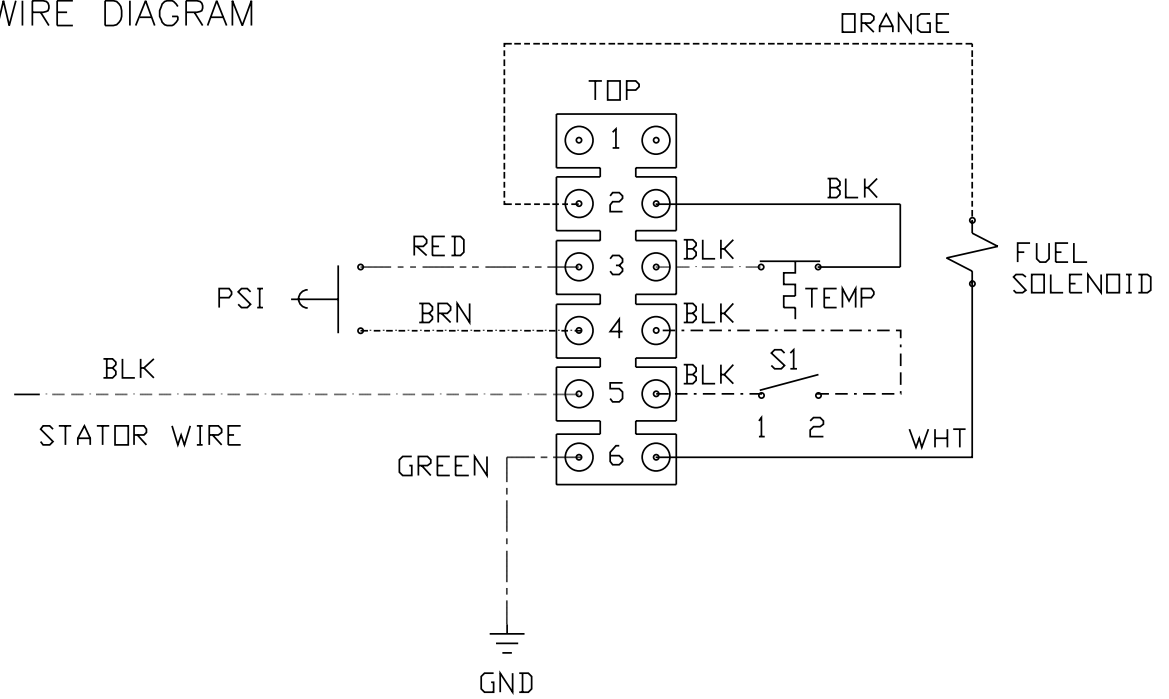 WIRE DIAGRAM
ORANGE
TOP
1
2
BLK
RED
3
BLK
FUEL
SOLENOID
PSI
TEMP
BRN
4
BLK
S1
BLK
5
BLK
1
2
STATOR WIRE
WHT
GREEN
6
GND